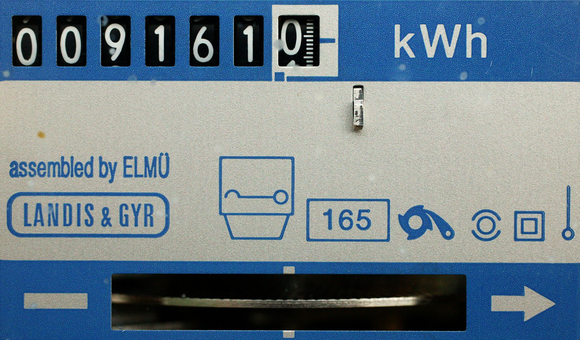 0091610 kWh
assembled by ELMÜ
LANDIS & GYR
165